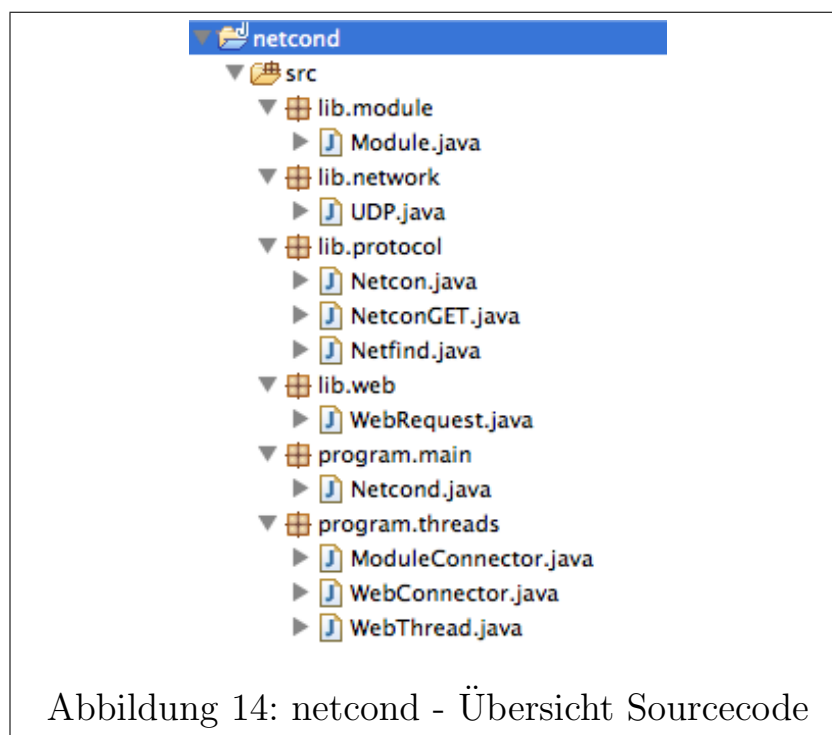 netcond
src
lib.module
Module.java
lib.network
UDP.java
lib.protocol
Netcon.java
NetconGET.java
Netfind.java
lib.web
WebRequest.java
program.main
Netcond.java
program.threads
ModuleConnector.java
WebConnector.java
WebThread.java
Abbildung 14: netcond - Übersicht Sourcecode